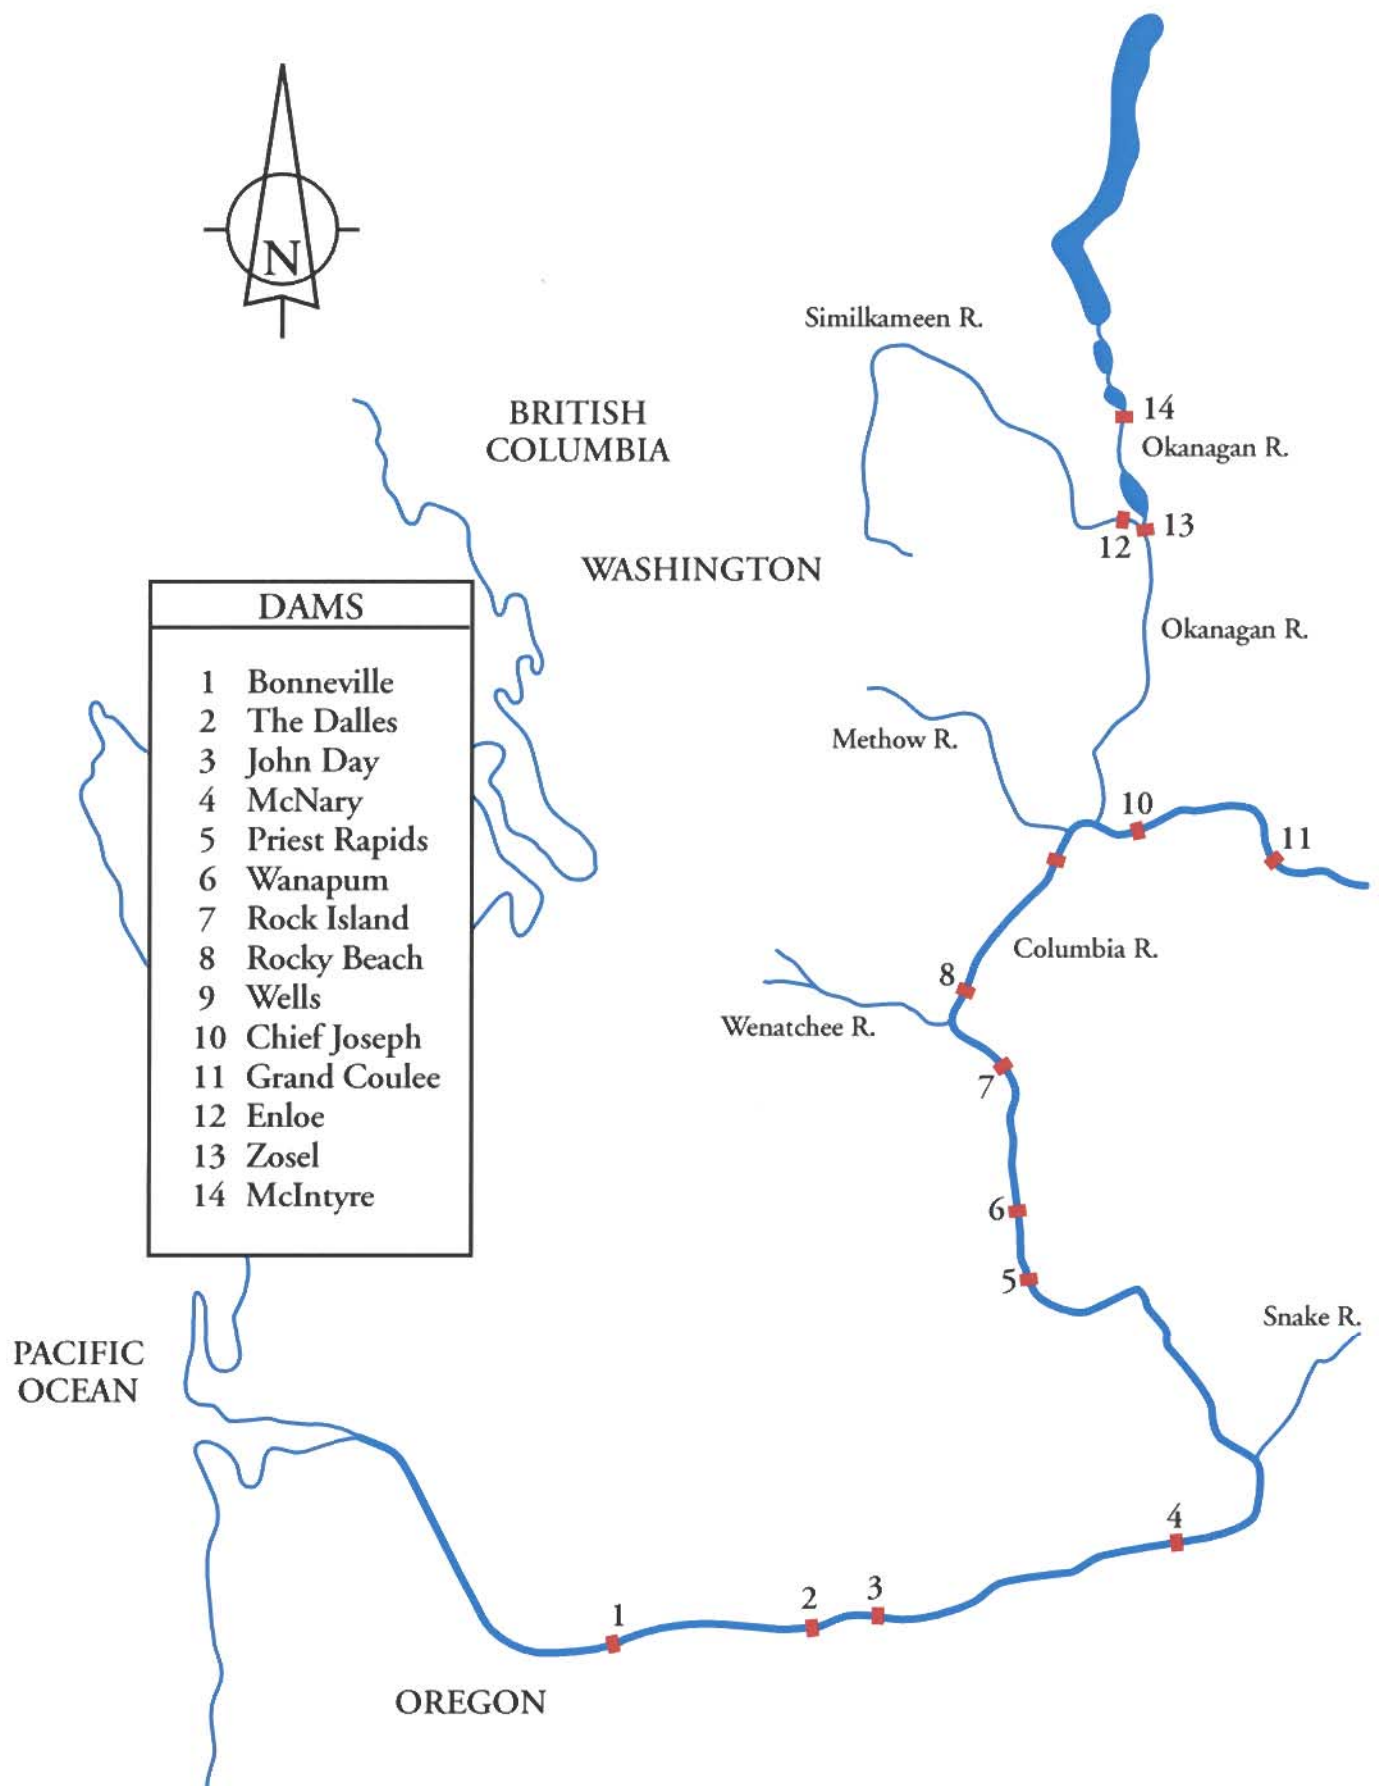 N
Similkameen R.
BRITISH
COLUMBIA
14
Okanagan R.
13
12
WASHINGTON
DAMS
1 Bonneville
2 The Dalles
3 John Day
4 McNary
5 Priest Rapids
6 Wanapum
7 Rock Island
8 Rocky Beach
9 Wells
10 Chief Joseph
11 Grand Coulee
12 Enloe
13 Zosel
14 McIntyre
Okanagan R.
Methow R.
10
11
Columbia R.
8
Wenatchee R.
7
6
5
Snake R.
PACIFIC
OCEAN
4
3
2
1
OREGON